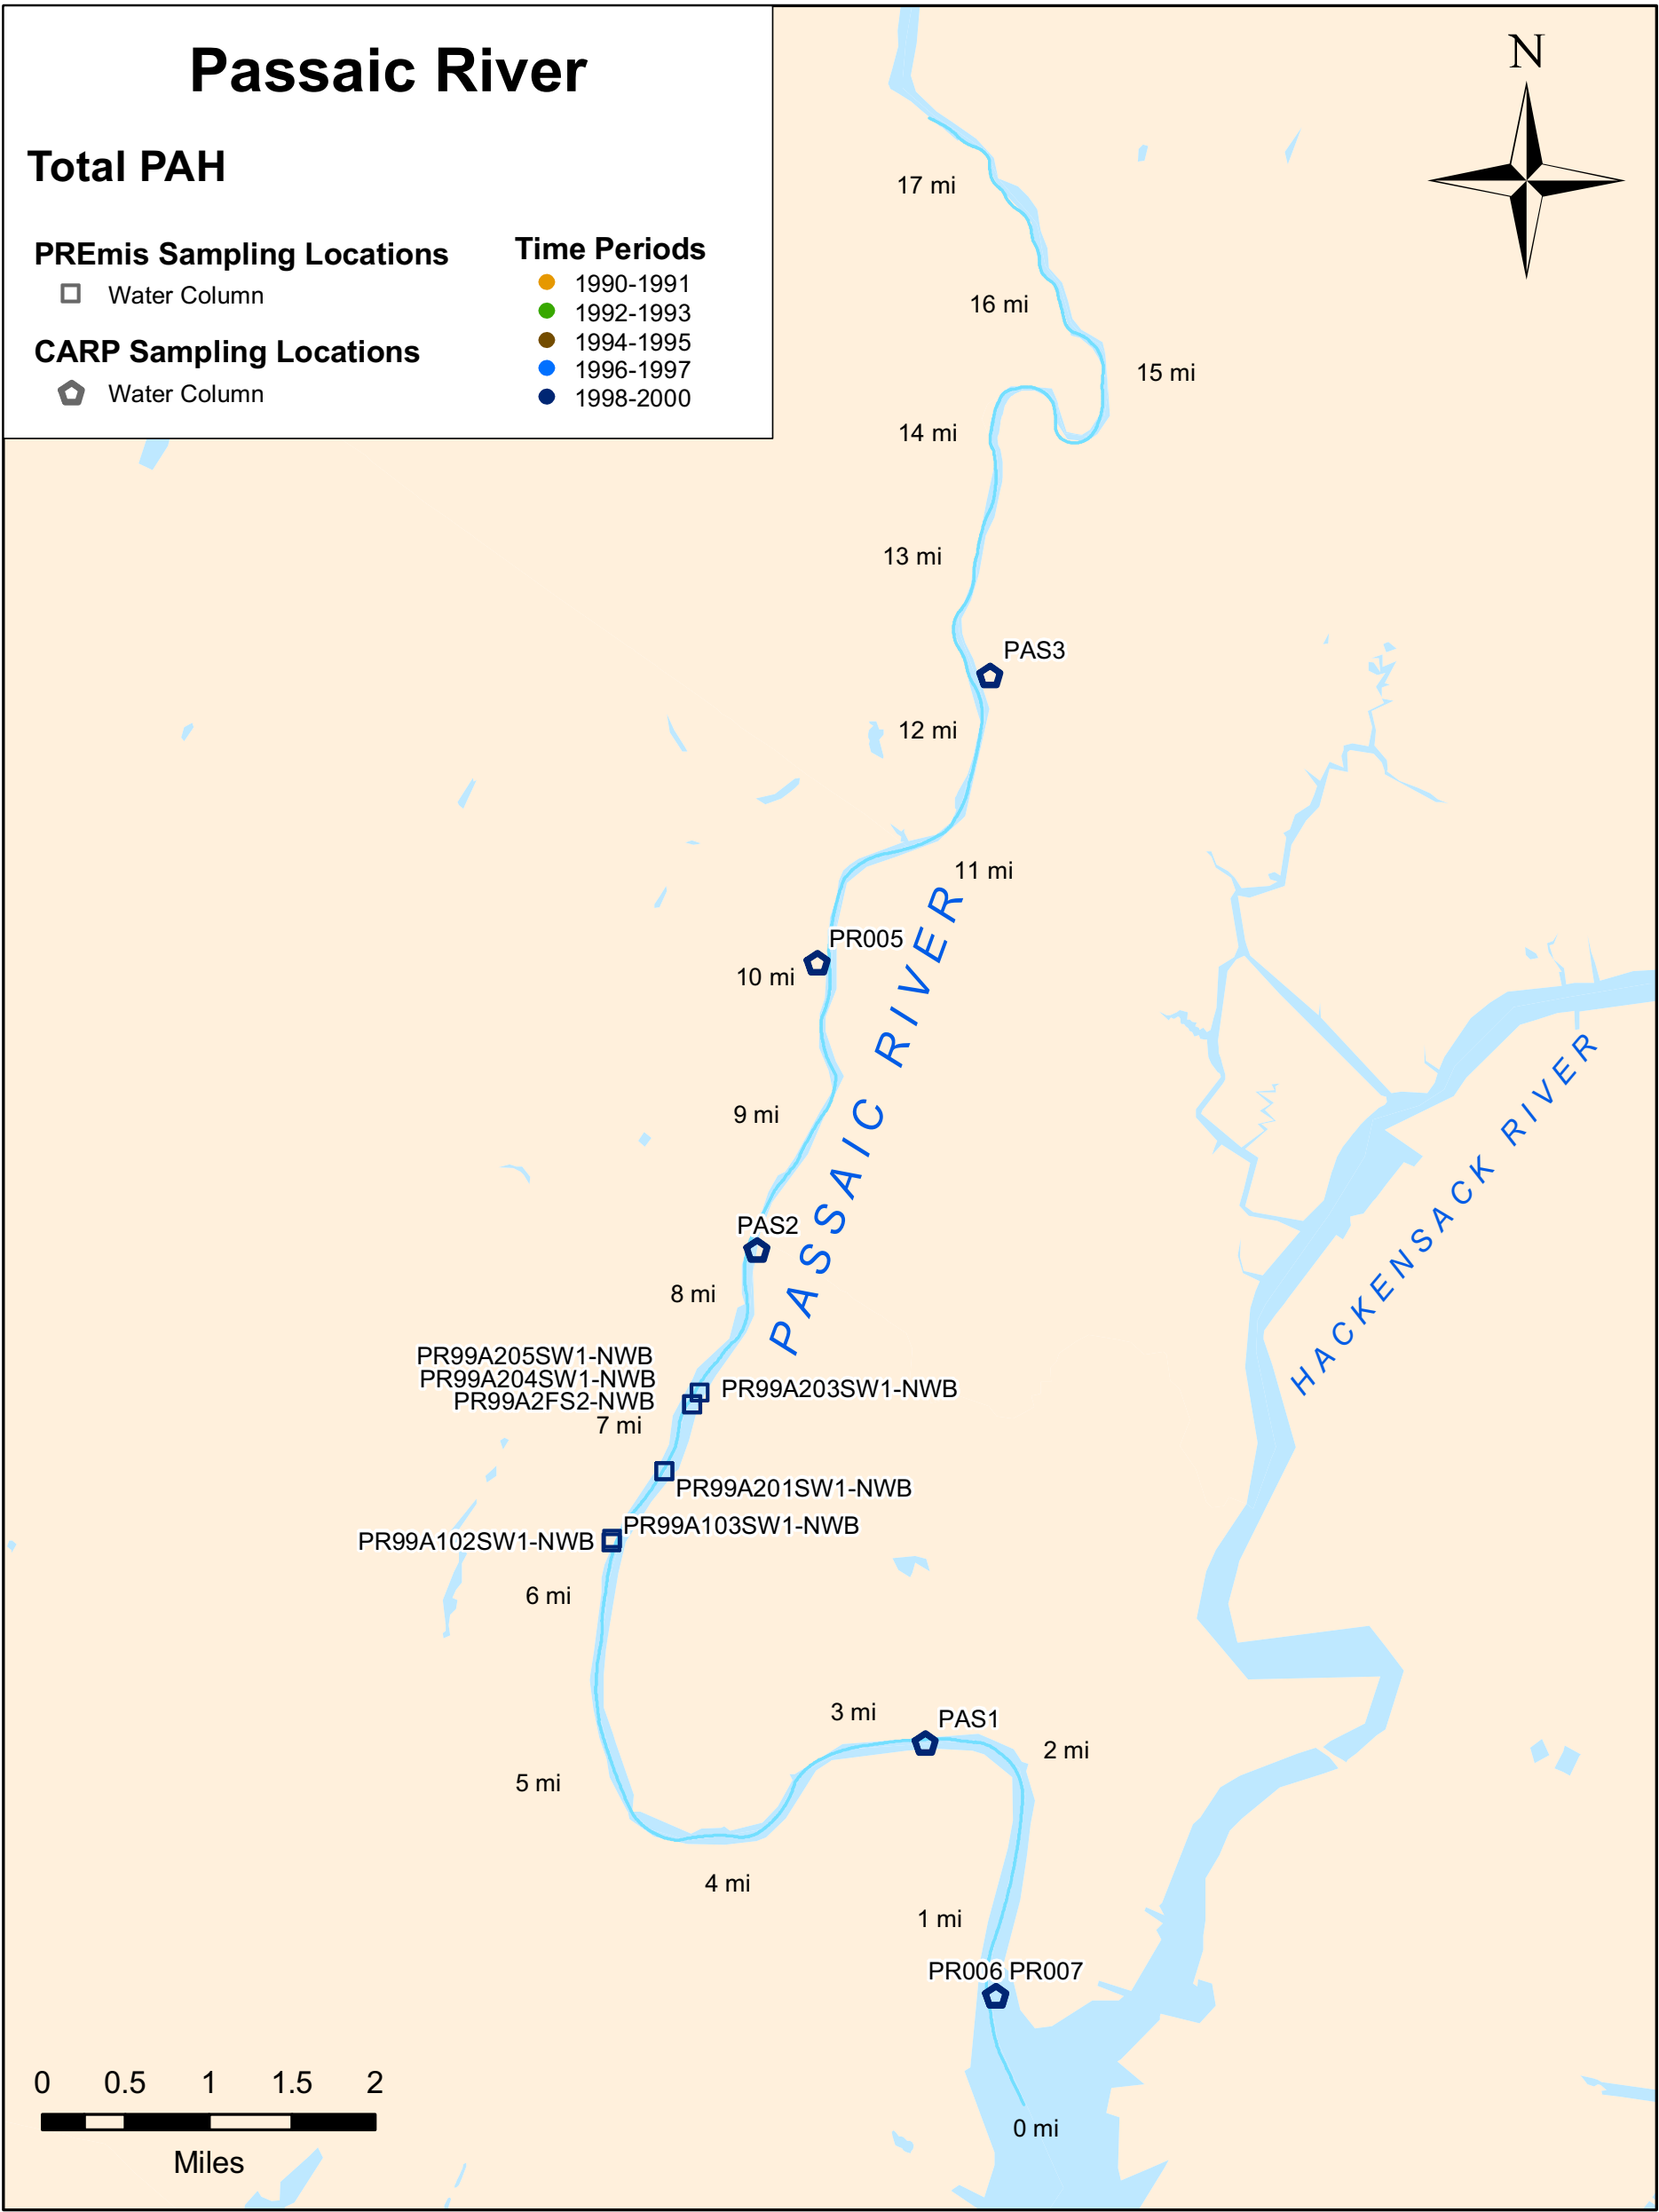 Passaic River
Total PAH
PREmis Sampling Locations
Water Column
CARP Sampling Locations
Water Column
Time Periods
1990-1991
1992-1993
1994-1995
1996-1997
1998-2000
N
17 mi
16 mi
15 mi
14 mi
13 mi
PAS3
12 mi
11 mi
PR005
10 mi
PASSAIC RIVER
HACKENSACK RIVER
9 mi
PAS2
8 mi
PR99A205SW1-NWB
PR99A204SW1-NWB
PR99A2FS2-NWB
PR99A203SW1-NWB
7 mi
PR99A201SW1-NWB
PR99A103SW1-NWB
PR99A102SW1-NWB
6 mi
3 mi
PAS1
2 mi
5 mi
4 mi
1 mi
PR006 PR007
0 mi
0 0.5 1 1.5 2
Miles